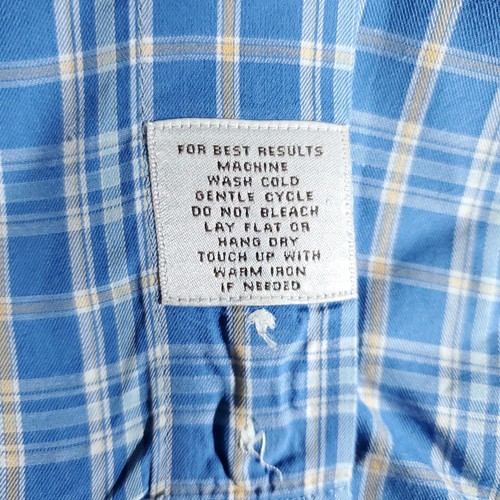 FOR BEST RESULTS
MACHINE
WASH COLD
GENTLE CYCLE
DO NOT BLEACH
LAY FLAT OR
HANG DRY
TOUCH UP WITH
WARM IRON
IF NEEDED